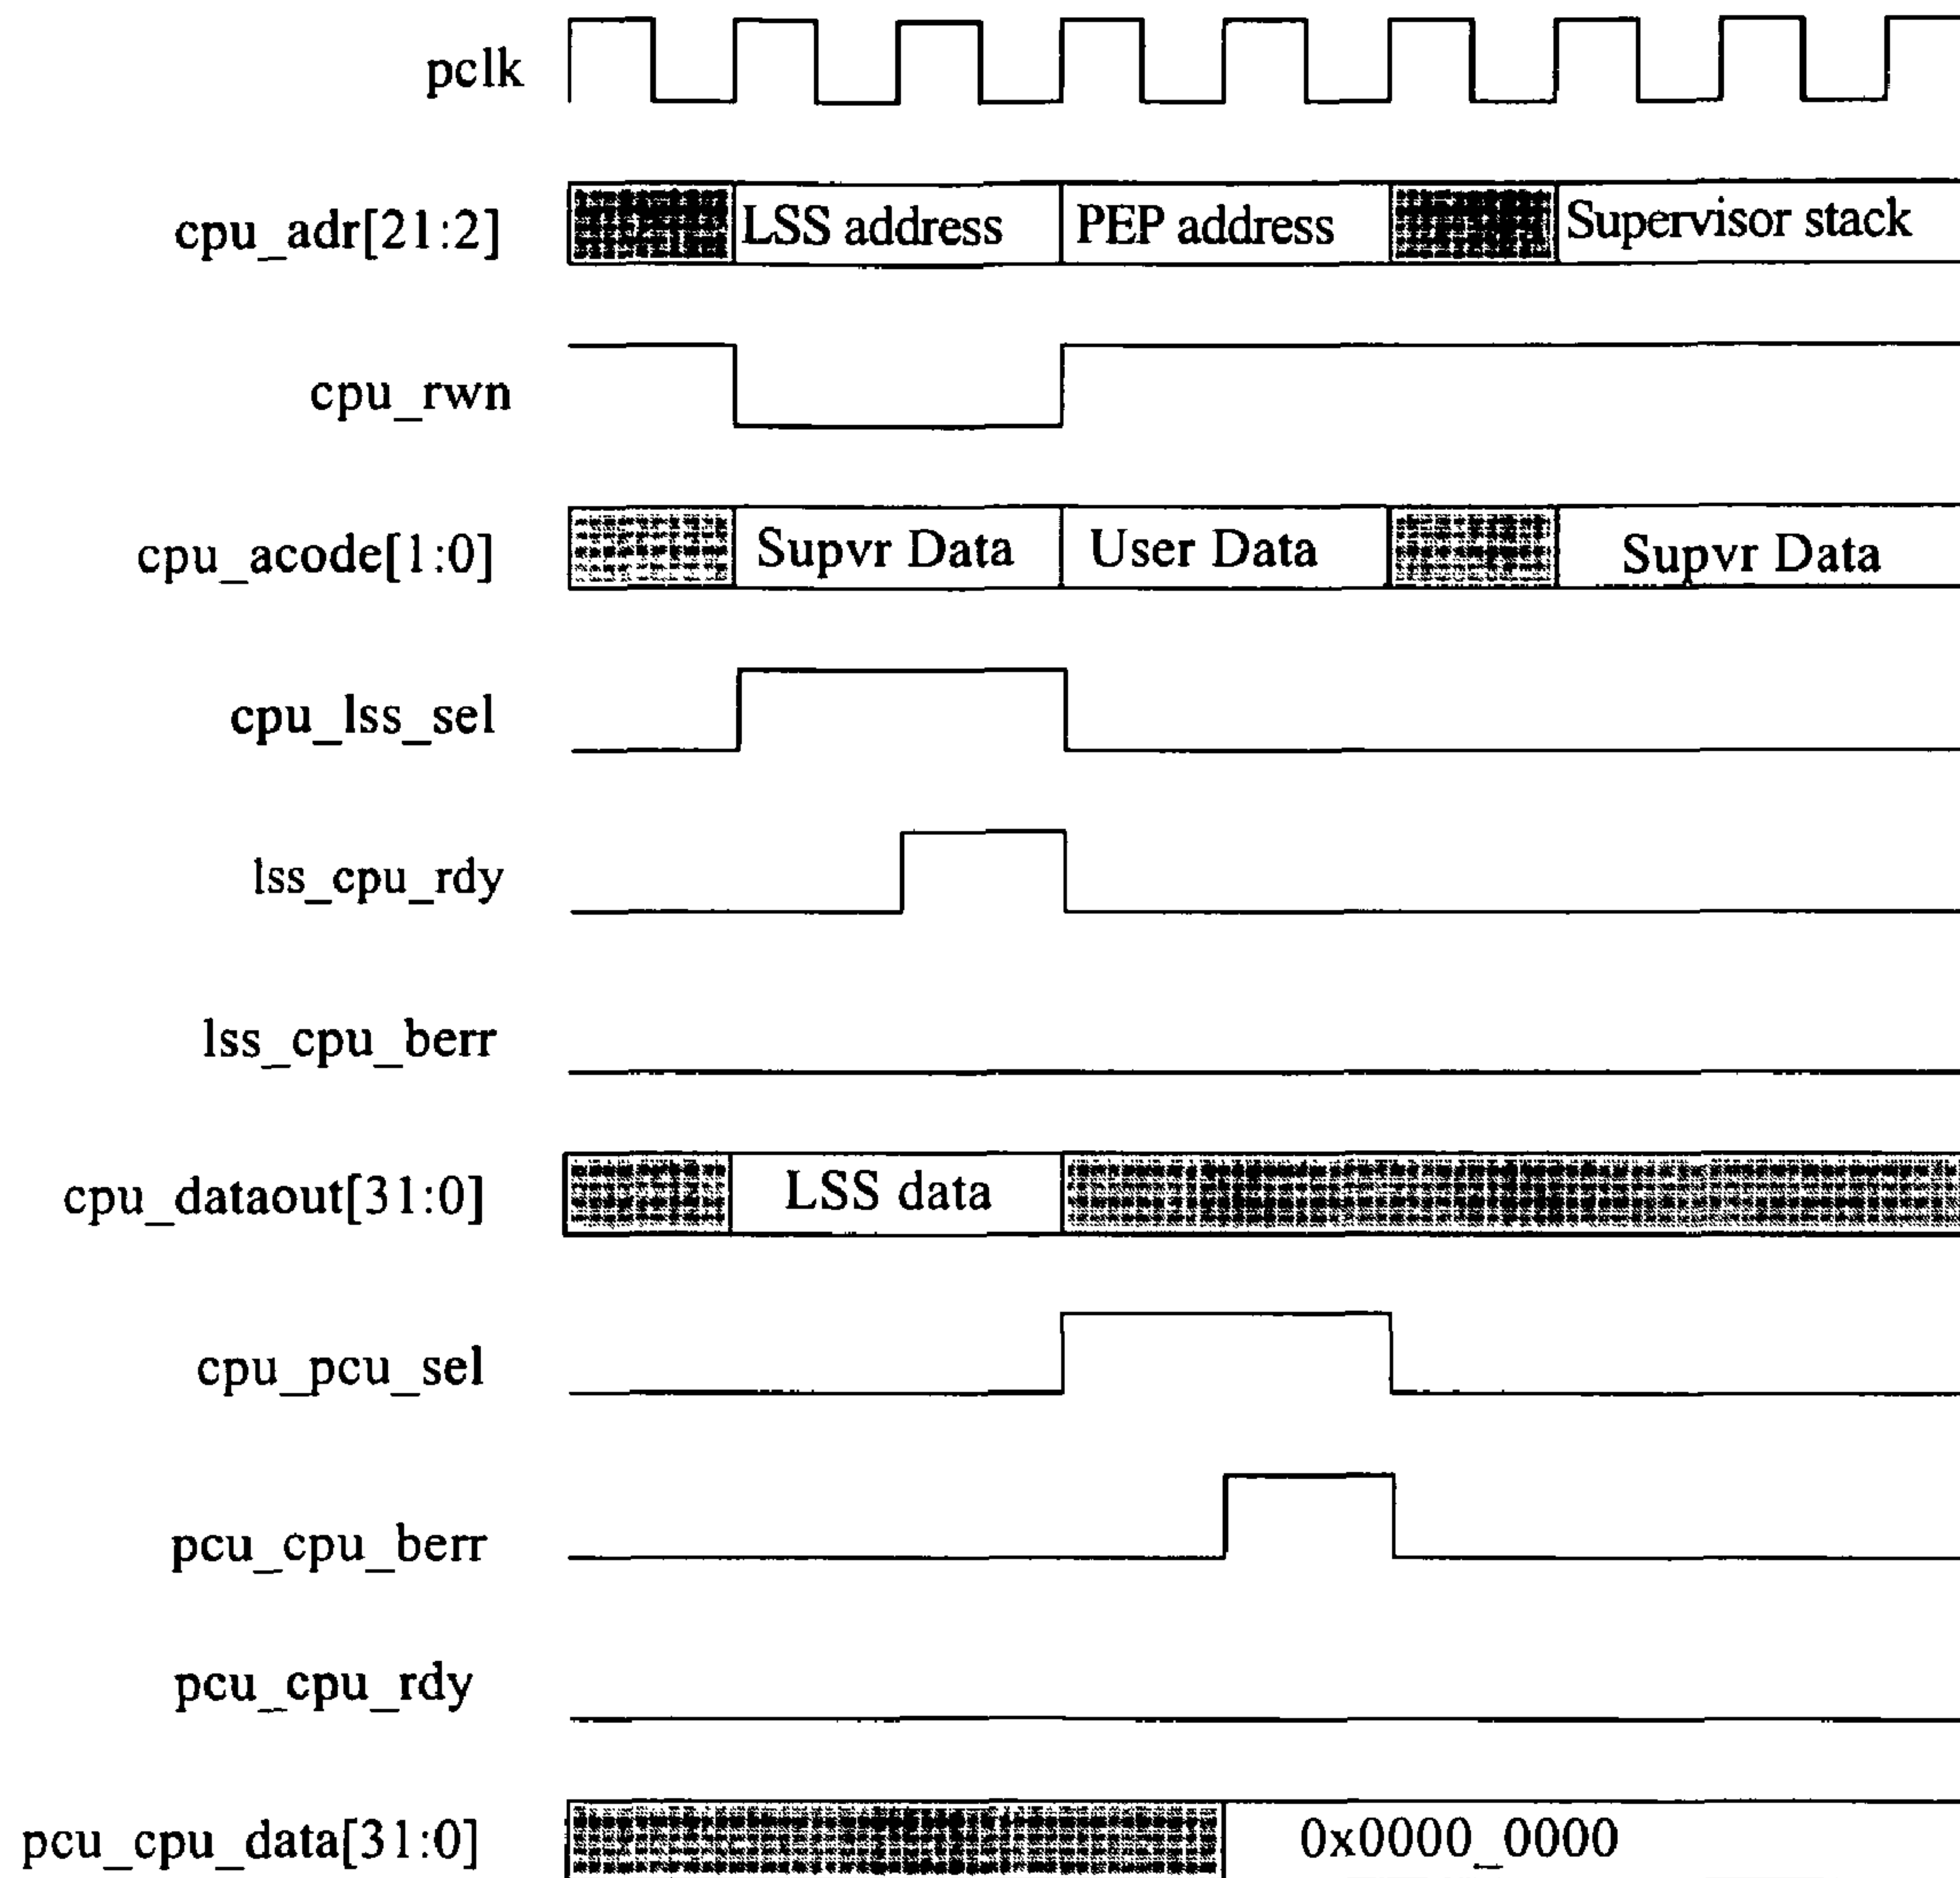 pclk
cpu_adr[21:2] LSS address PEP address Supervisor stack
cpu_rwn
cpu_acode[1:0] Supvr Data User Data Supvr Data
cpu_lss_sel
lss_cpu_rdy
lss_cpu_berr
cpu_dataout[31:0] LSS data
cpu_pcu_sel
pcu_cpu_berr
pcu_cpu_rdy
pcu_cpu_data[31:0] 0x0000_0000